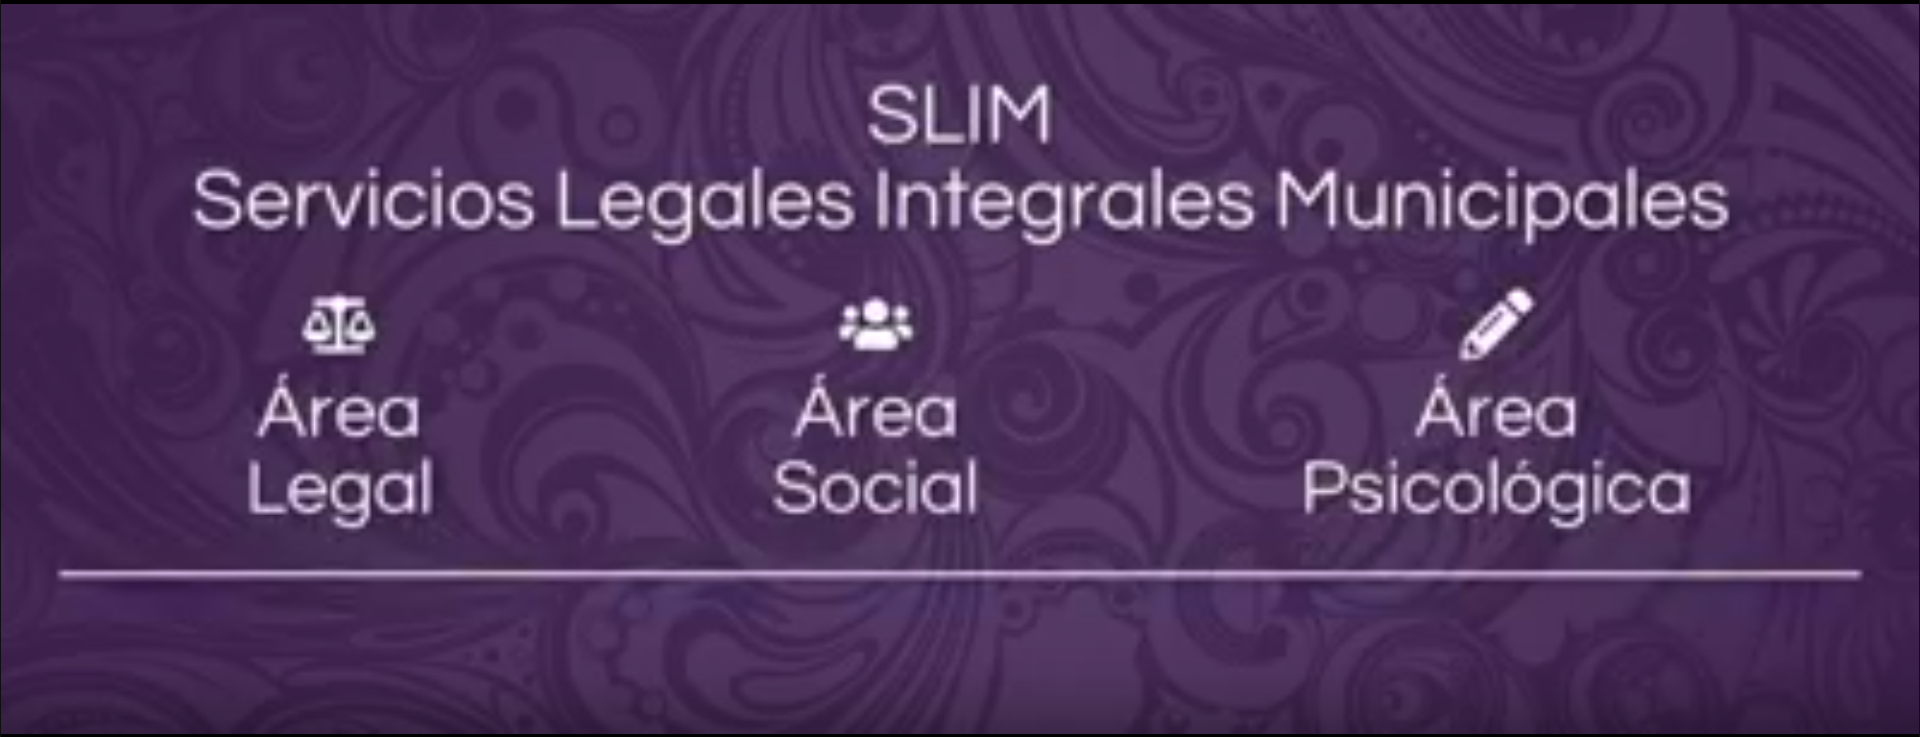 SLIM
Servicios Legales Integrales Municipales
Área
Legal
Área
Social
Área
Psicológica